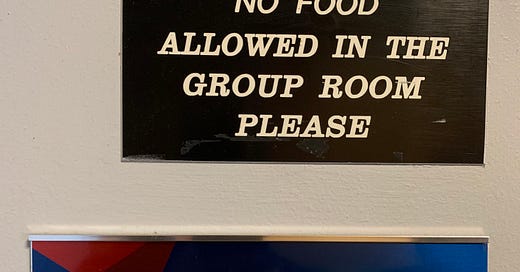 NO FOOD
ALLOWED IN THE
GROUP ROOM
PLEASE